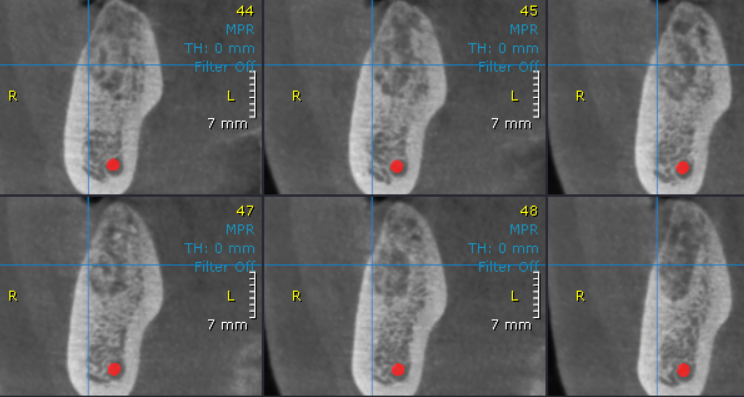 44
MPR
TH: 0 mm
Filter Off
R
L
7 mm
45
MPR
TH: 0 mm
Filter Off
R
L
7 mm
R
47
MPR
TH: 0 mm
Filter Off
R
L
7 mm
48
MPR
TH: 0 mm
Filter Off
R
L
7 mm
R